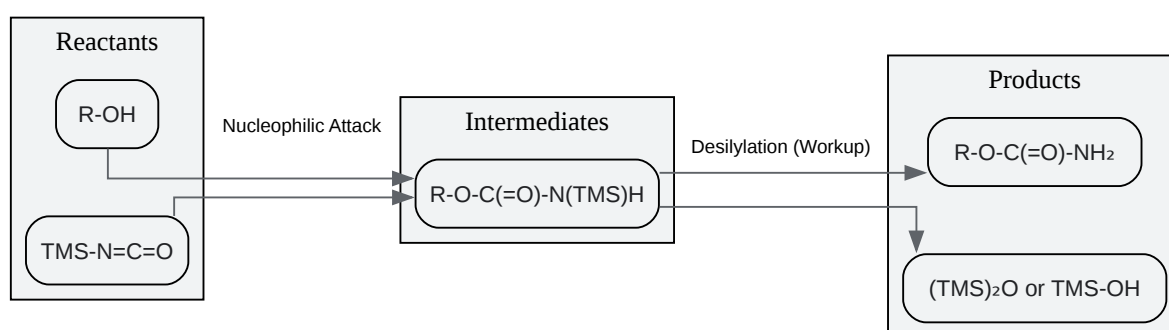 Reactants
R-OH
TMS-N=C=O
Nucleophilic Attack
Intermediates
R-O-C(=O)-N(TMS)H
Desilylation (Workup)
Products
R-O-C(=O)-NH₂
(TMS)₂O or TMS-OH